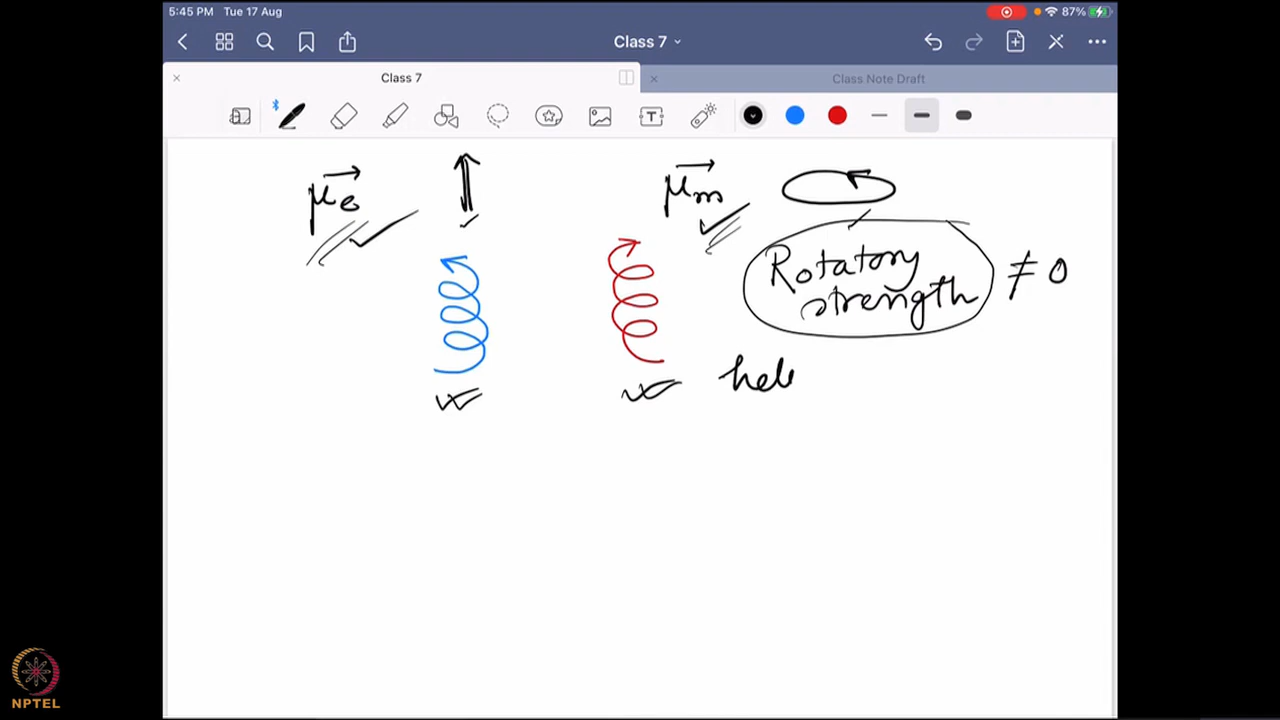 5:45 PM Tue 17 Aug
87%
Class 7
Class 7
Class Note Draft
T
μe
μm
Rotatory
strength
≠ 0
hel
NPTEL